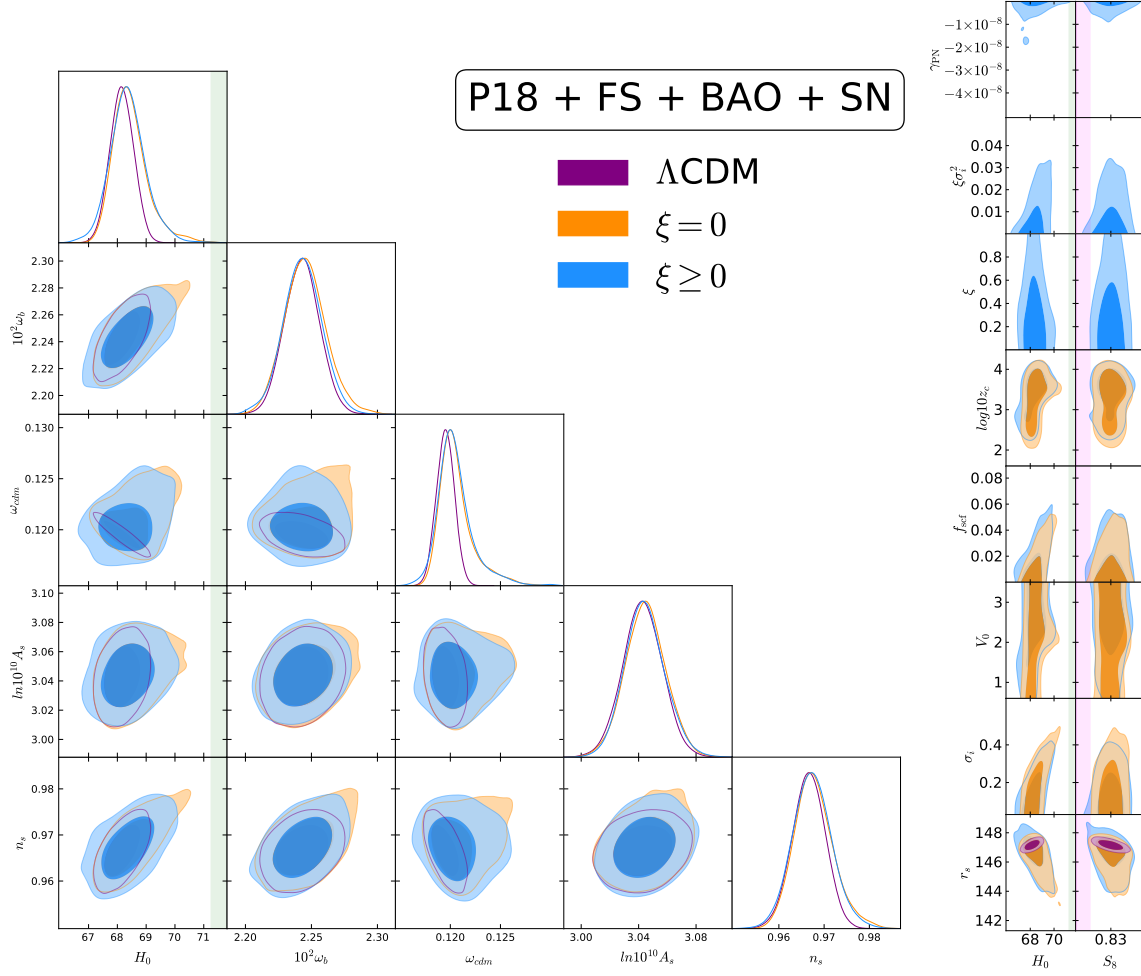 P18 + FS + BAO + SN
ΛCDM
ξ = 0
ξ ≥ 0
2.30
2.28
2.26
2.24
2.22
2.20
10²ω_b
0.130
0.125
0.120
ω_cdm
3.10
3.08
3.06
3.04
3.02
3.00
ln10¹⁰A_s
0.98
0.97
0.96
n_s
67 68 69 70 71
H₀
2.20 2.25 2.30
10²ω_b
0.120 0.125
ω_cdm
3.00 3.05 3.10
ln10¹⁰A_s
0.96 0.97 0.98
n_s
−1×10⁻⁸
−2×10⁻⁸
−3×10⁻⁸
−4×10⁻⁸
γ_PN
0.04
0.03
0.02
0.01
ξσ_i²
0.8
0.6
0.4
0.2
ξ
4
3
2
log10z_c
0.08
0.06
0.04
0.02
f_scf
3
2
1
V₀
0.4
0.2
σ_i
148
146
144
142
r_s
68 70
H₀
0.83
S₈